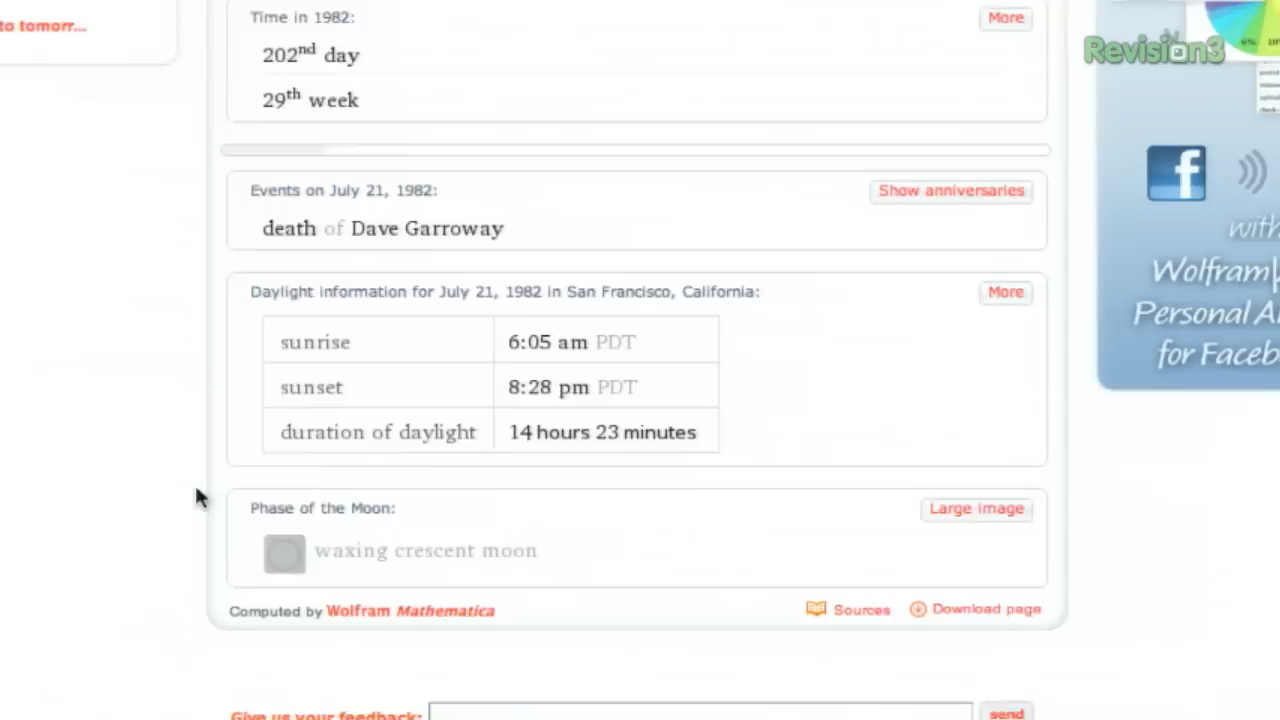 to tomorr...
Time in 1982:
More
202nd day
29th week
Revision3
6%
Events on July 21, 1982:
Show anniversaries
death of Dave Garroway
Daylight information for July 21, 1982 in San Francisco, California:
More
sunrise 6:05 am PDT
sunset 8:28 pm PDT
duration of daylight 14 hours 23 minutes
Phase of the Moon:
Large image
waxing crescent moon
Computed by Wolfram Mathematica
Sources
Download page
Give us your feedback:
send
f
with
Wolfram|
Personal A
for Faceb